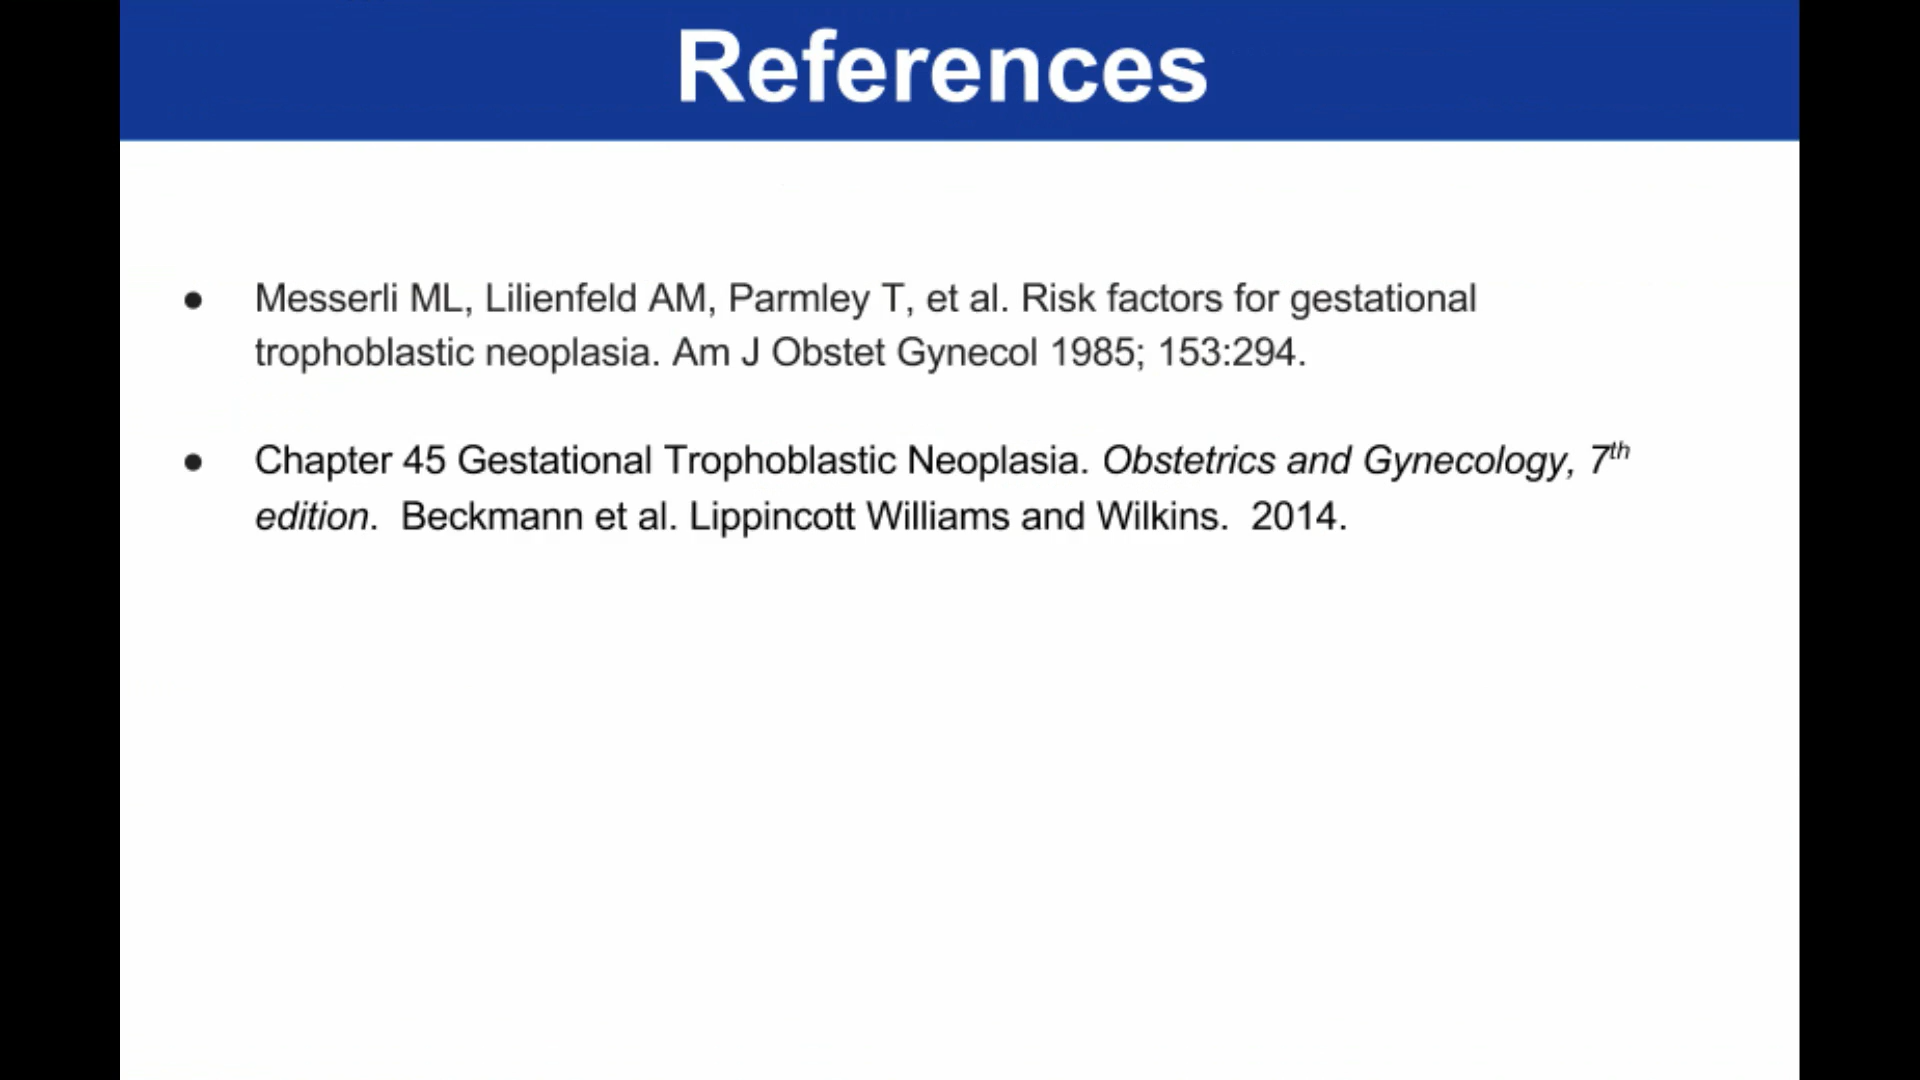 References
● Messerli ML, Lilienfeld AM, Parmley T, et al. Risk factors for gestational
trophoblastic neoplasia. Am J Obstet Gynecol 1985; 153:294.
● Chapter 45 Gestational Trophoblastic Neoplasia. Obstetrics and Gynecology, 7th
edition.  Beckmann et al. Lippincott Williams and Wilkins.  2014.